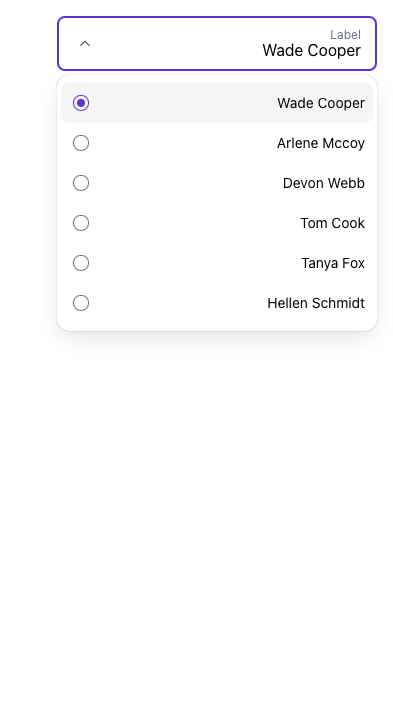 Label
Wade Cooper
Wade Cooper
Arlene Mccoy
Devon Webb
Tom Cook
Tanya Fox
Hellen Schmidt